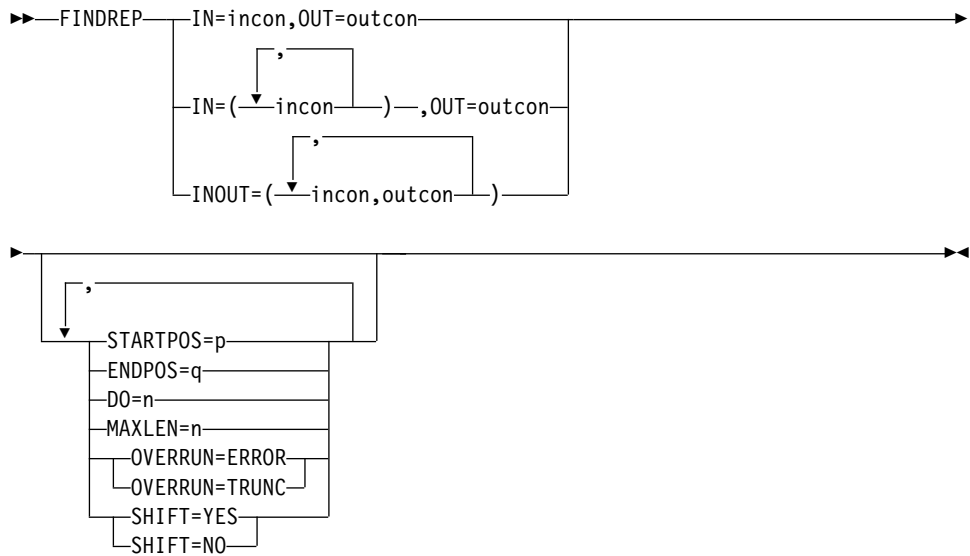 FINDREP IN=incon,OUT=outcon
,
IN=( incon ) ,OUT=outcon
,
INOUT=( incon,outcon )
,
STARTPOS=p
ENDPOS=q
DO=n
MAXLEN=n
OVERRUN=ERROR
OVERRUN=TRUNC
SHIFT=YES
SHIFT=NO